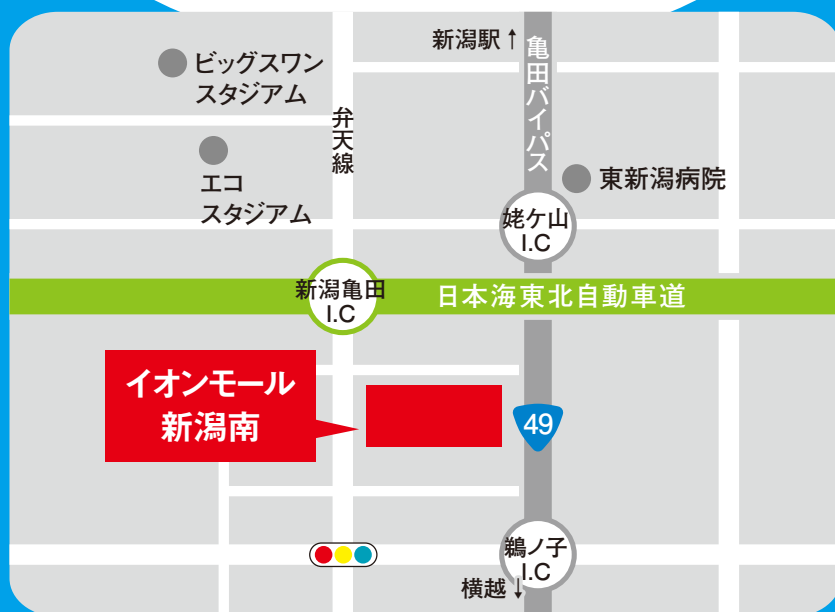 新潟駅↑
亀田バイパス
ビッグスワン
スタジアム
弁天線
エコ
スタジアム
東新潟病院
姥ケ山
I.C
新潟亀田
I.C
日本海東北自動車道
イオンモール
新潟南
49
鵜ノ子
I.C
横越↓